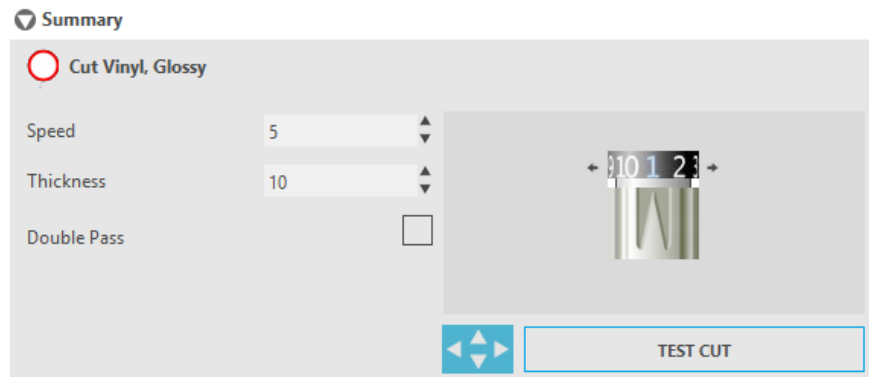 Summary
Cut Vinyl, Glossy
Speed 5
Thickness 10
Double Pass
10 1 2
TEST CUT